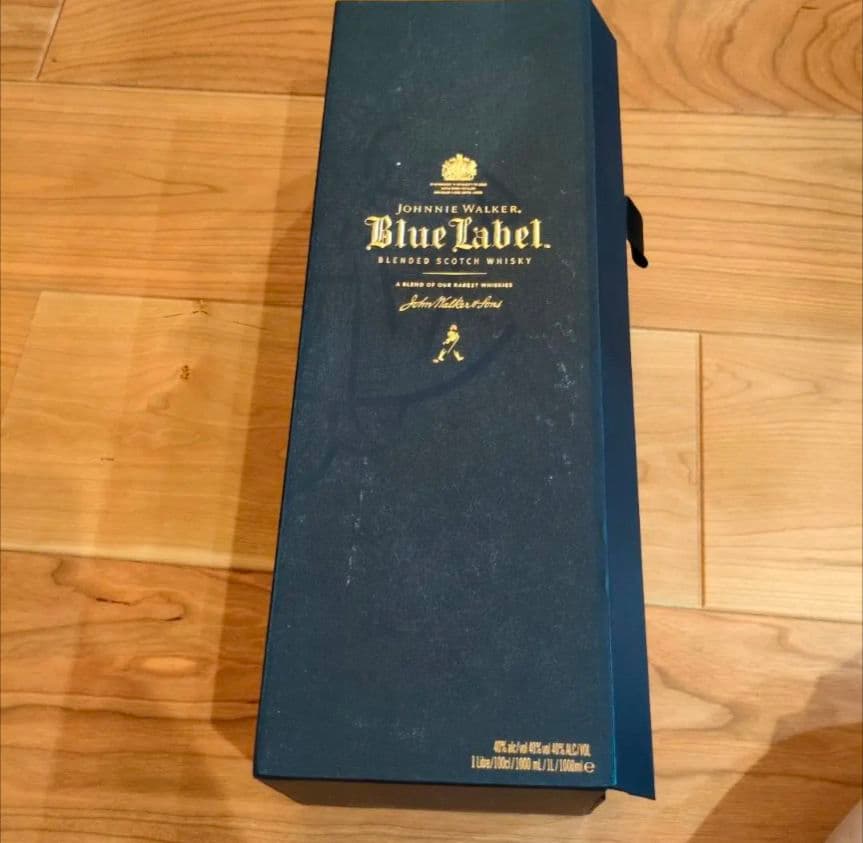 JOHNNIE WALKER.
Blue Label.
BLENDED SCOTCH WHISKY
A BLEND OF OUR RAREST WHISKIES
John Walker & Sons
40% alc/vol 40% vol 40% ALC/VOL
1 Litre/100cl/1000 mL/1L/1000ml ℮